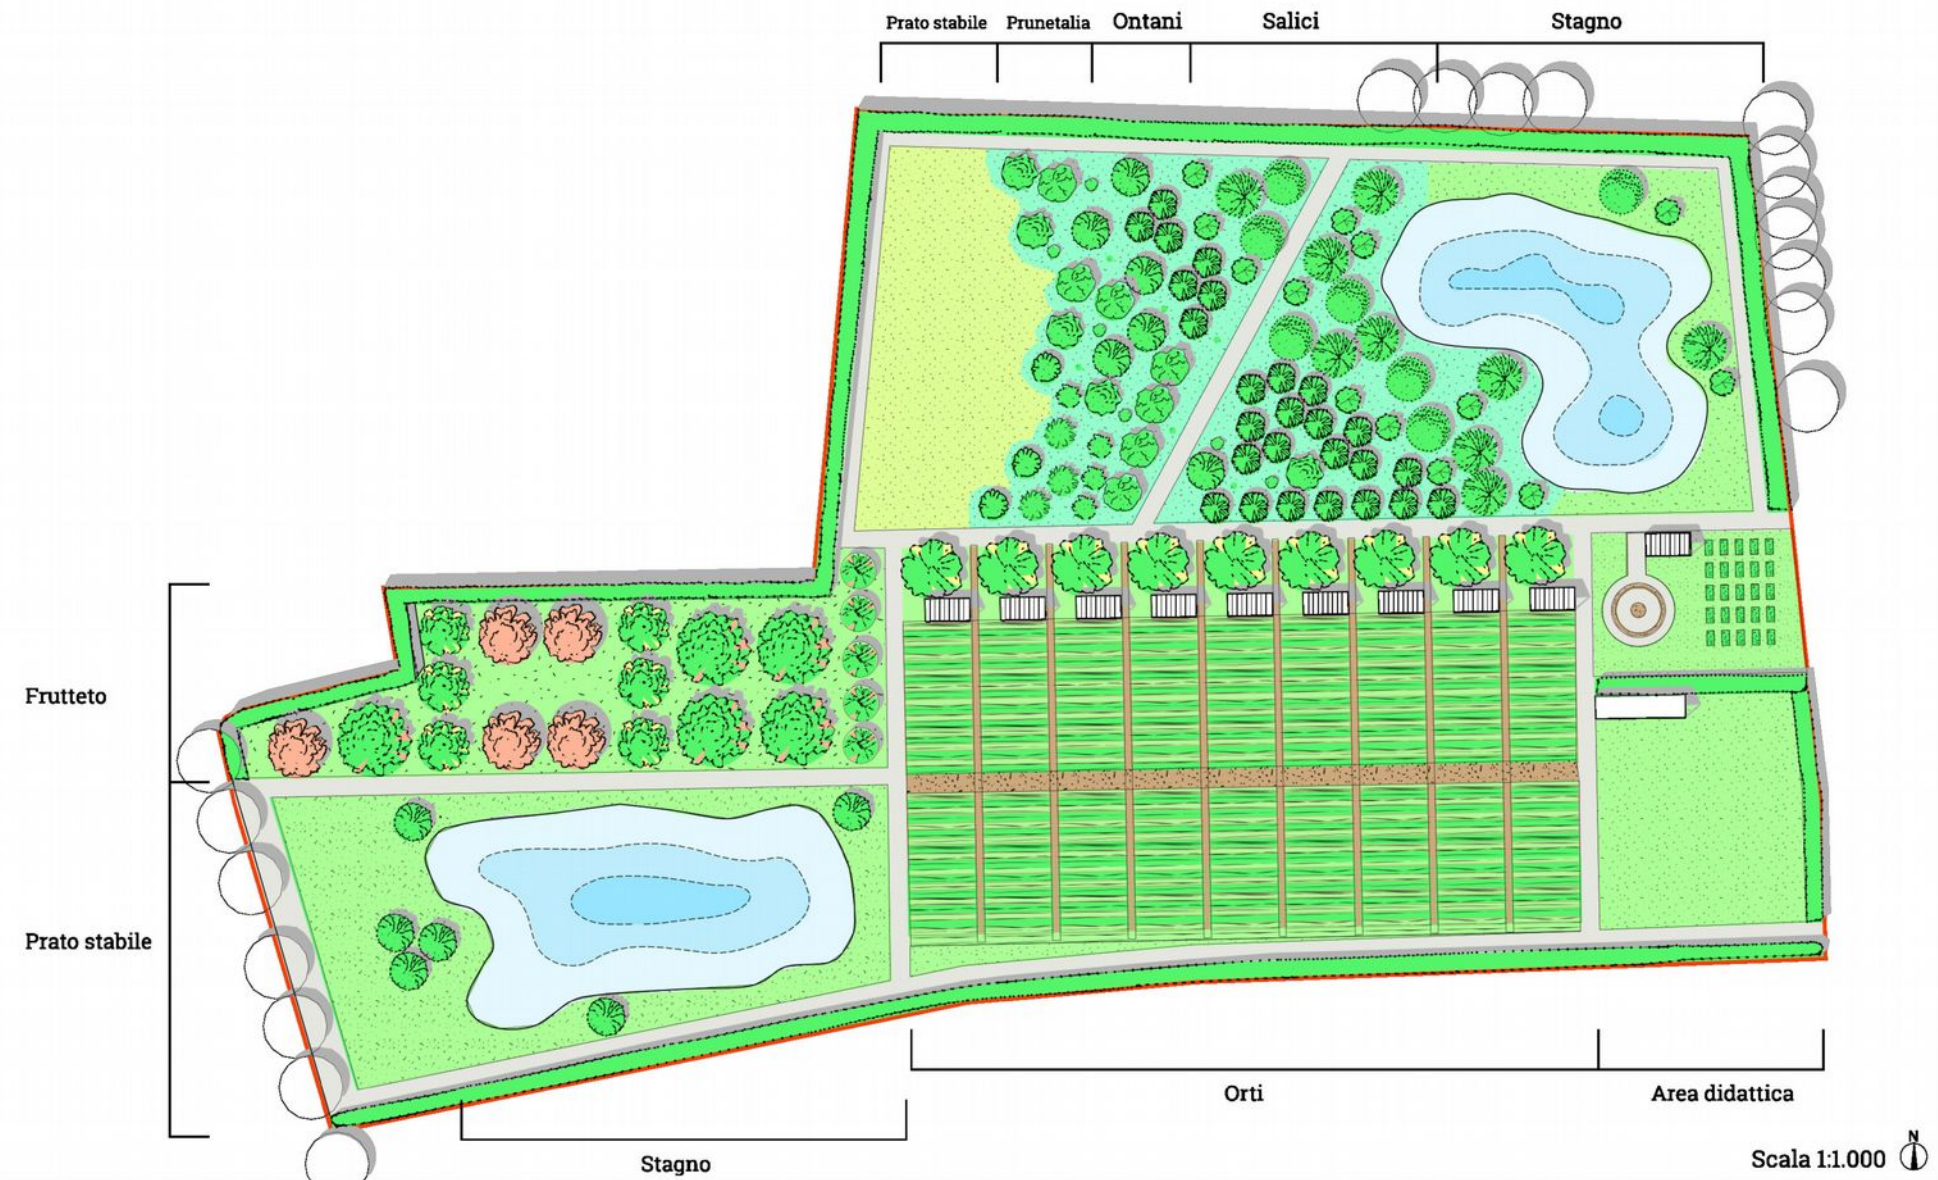 Prato stabile
Prunetalia
Ontani
Salici
Stagno
Frutteto
Prato stabile
Orti
Area didattica
Stagno
N
Scala 1:1.000